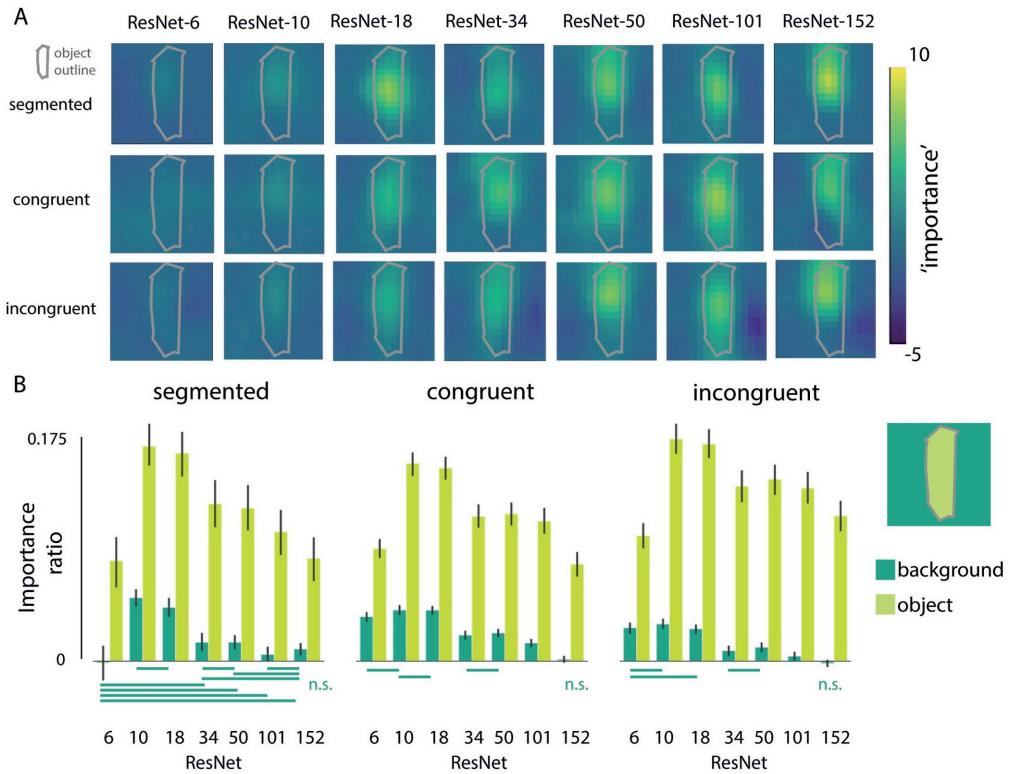 A
ResNet-6 ResNet-10 ResNet-18 ResNet-34 ResNet-50 ResNet-101 ResNet-152
object
outline
segmented
congruent
incongruent
10
'importance'
-5
B
segmented congruent incongruent
0.175
Importance
ratio
0
n.s. n.s. n.s.
background
object
6 10 18 34 50 101 152 6 10 18 34 50 101 152 6 10 18 34 50 101 152
ResNet ResNet ResNet